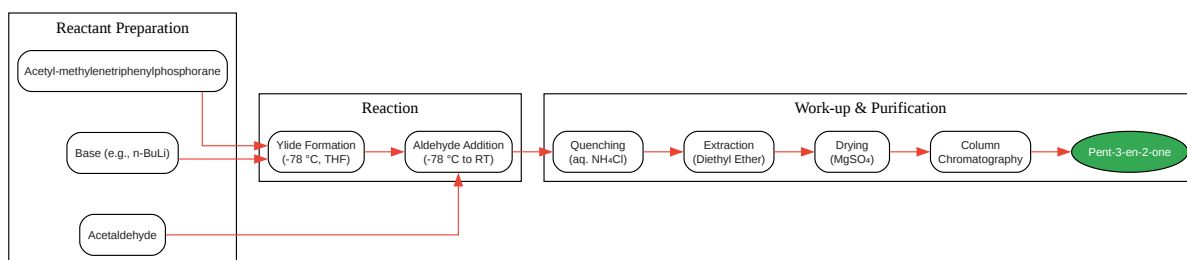 Reactant Preparation
Acetyl-methylenetriphenylphosphorane
Base (e.g., n-BuLi)
Acetaldehyde
Reaction
Ylide Formation
(-78 °C, THF)
Aldehyde Addition
(-78 °C to RT)
Work-up & Purification
Quenching
(aq. NH₄Cl)
Extraction
(Diethyl Ether)
Drying
(MgSO₄)
Column
Chromatography
Pent-3-en-2-one